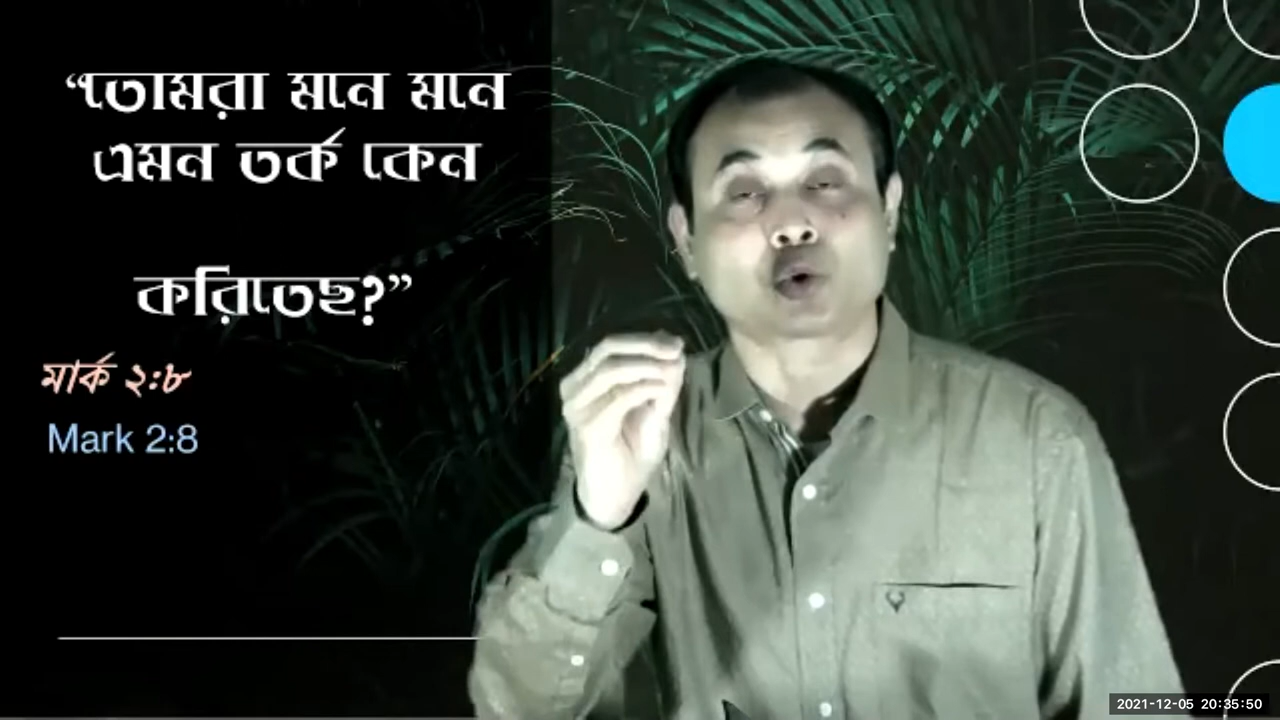 “তোমরা মনে মনে
এমন তর্ক কেন
করিতেছ?”
মার্ক ২:৮
Mark 2:8
2021-12-05 20:35:50